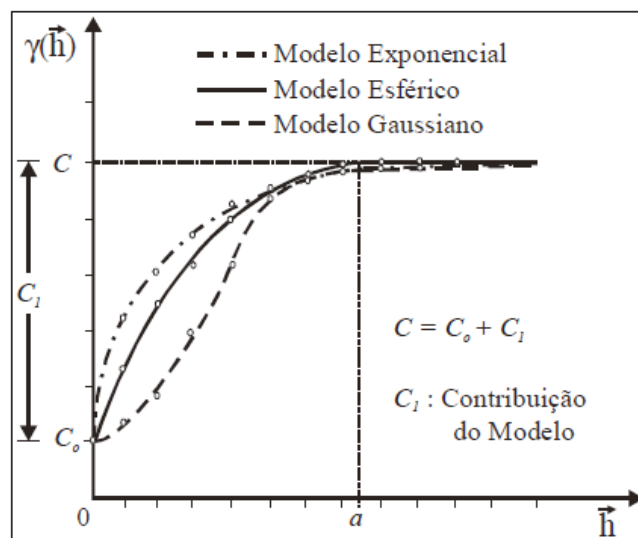 γ(h⃗)
Modelo Exponencial
Modelo Esférico
Modelo Gaussiano
C
C₁
C = Cₒ + C₁
C₁ : Contribuição
do Modelo
Cₒ
0
a
h⃗